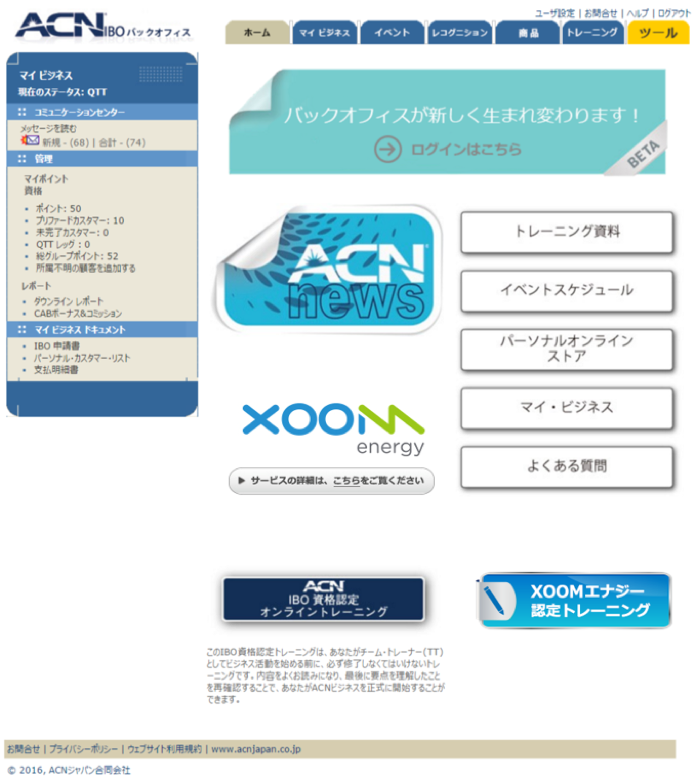 ユーザ設定 | お問合せ | ヘルプ | ログアウト
ACN IBO バックオフィス
ホーム
マイ ビジネス
イベント
レコグニション
商品
トレーニング
ツール
マイ ビジネス
現在のステータス: QTT
コミュニケーションセンター
メッセージを読む
新規 - (68) | 合計 - (74)
管理
マイポイント
資格
• ポイント: 50
• プリファードカスタマー: 10
• 未完了カスタマー: 0
• QTT レッグ : 0
• 総グループポイント: 52
• 所属不明の顧客を追加する
レポート
• ダウンライン レポート
• CABボーナス&コミッション
マイ ビジネス ドキュメント
• IBO 申請書
• パーソナル・カスタマー・リスト
• 支払明細書
バックオフィスが新しく生まれ変わります！
ログインはこちら
BETA
ACN
news
トレーニング資料
イベントスケジュール
パーソナルオンライン
ストア
マイ・ビジネス
よくある質問
XOOM
energy
▶ サービスの詳細は、こちらをご覧ください
ACN
IBO 資格認定
オンライントレーニング
XOOMエナジー
認定トレーニング
このIBO資格認定トレーニングは、あなたがチーム・トレーナー(TT)
としてビジネス活動を始める前に、必ず修了しなくてはいけないトレ
ーニングです。内容をよくお読みになり、最後に要点を理解したこと
を再確認することで、あなたがACNビジネスを正式に開始することが
できます。
お問合せ | プライバシーポリシー | ウェブサイト利用規約 | www.acnjapan.co.jp
© 2016, ACNジャパン合同会社